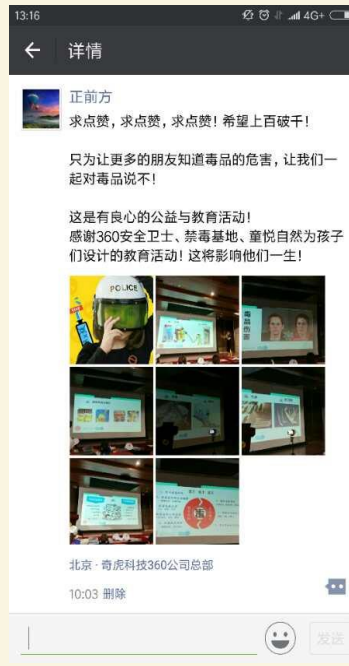 13:16
4G+
详情
正前方
求点赞，求点赞，求点赞！希望上百破千！
只为让更多的朋友知道毒品的危害，让我们一
起对毒品说不！
这是有良心的公益与教育活动！
感谢360安全卫士、禁毒基地、童悦自然为孩子
们设计的教育活动！这将影响他们一生！
POLICE
毒品伤害
北京·奇虎科技360公司总部
10:03 删除
发送